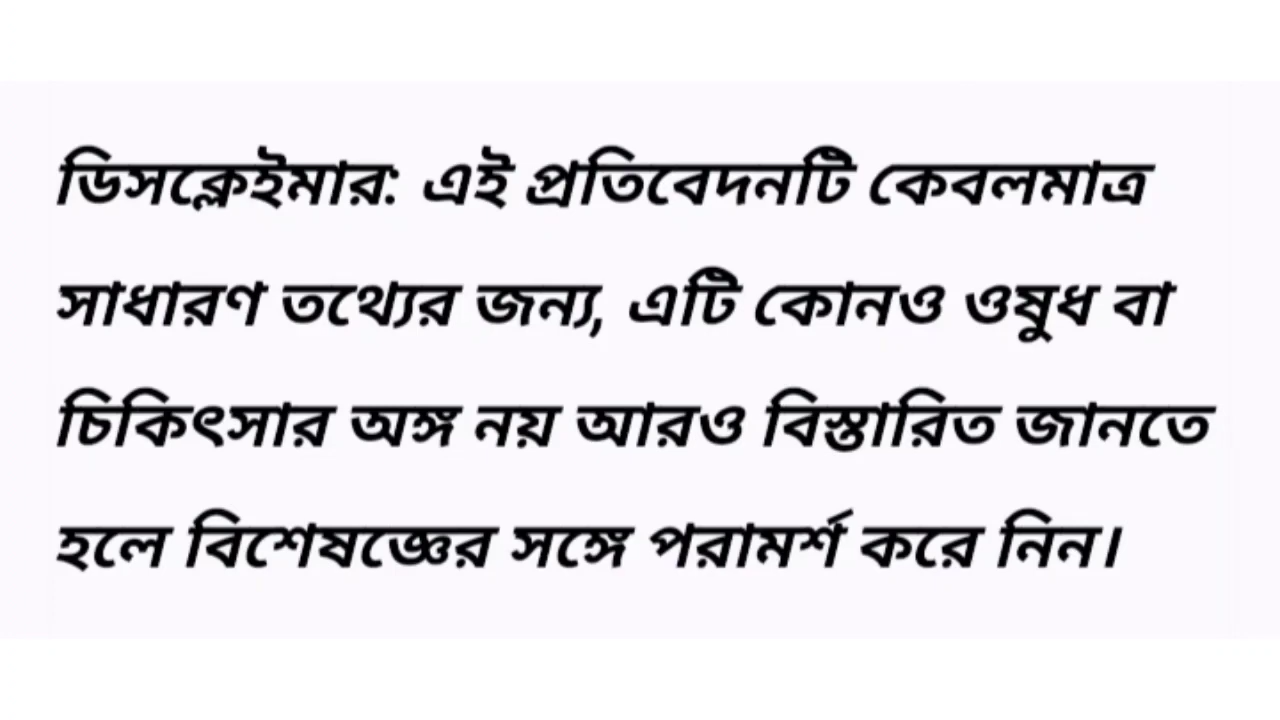 ডিসক্লেইমার: এই প্রতিবেদনটি কেবলমাত্র
সাধারণ তথ্যের জন্য, এটি কোনও ওষুধ বা
চিকিৎসার অঙ্গ নয় আরও বিস্তারিত জানতে
হলে বিশেষজ্ঞের সঙ্গে পরামর্শ করে নিন।